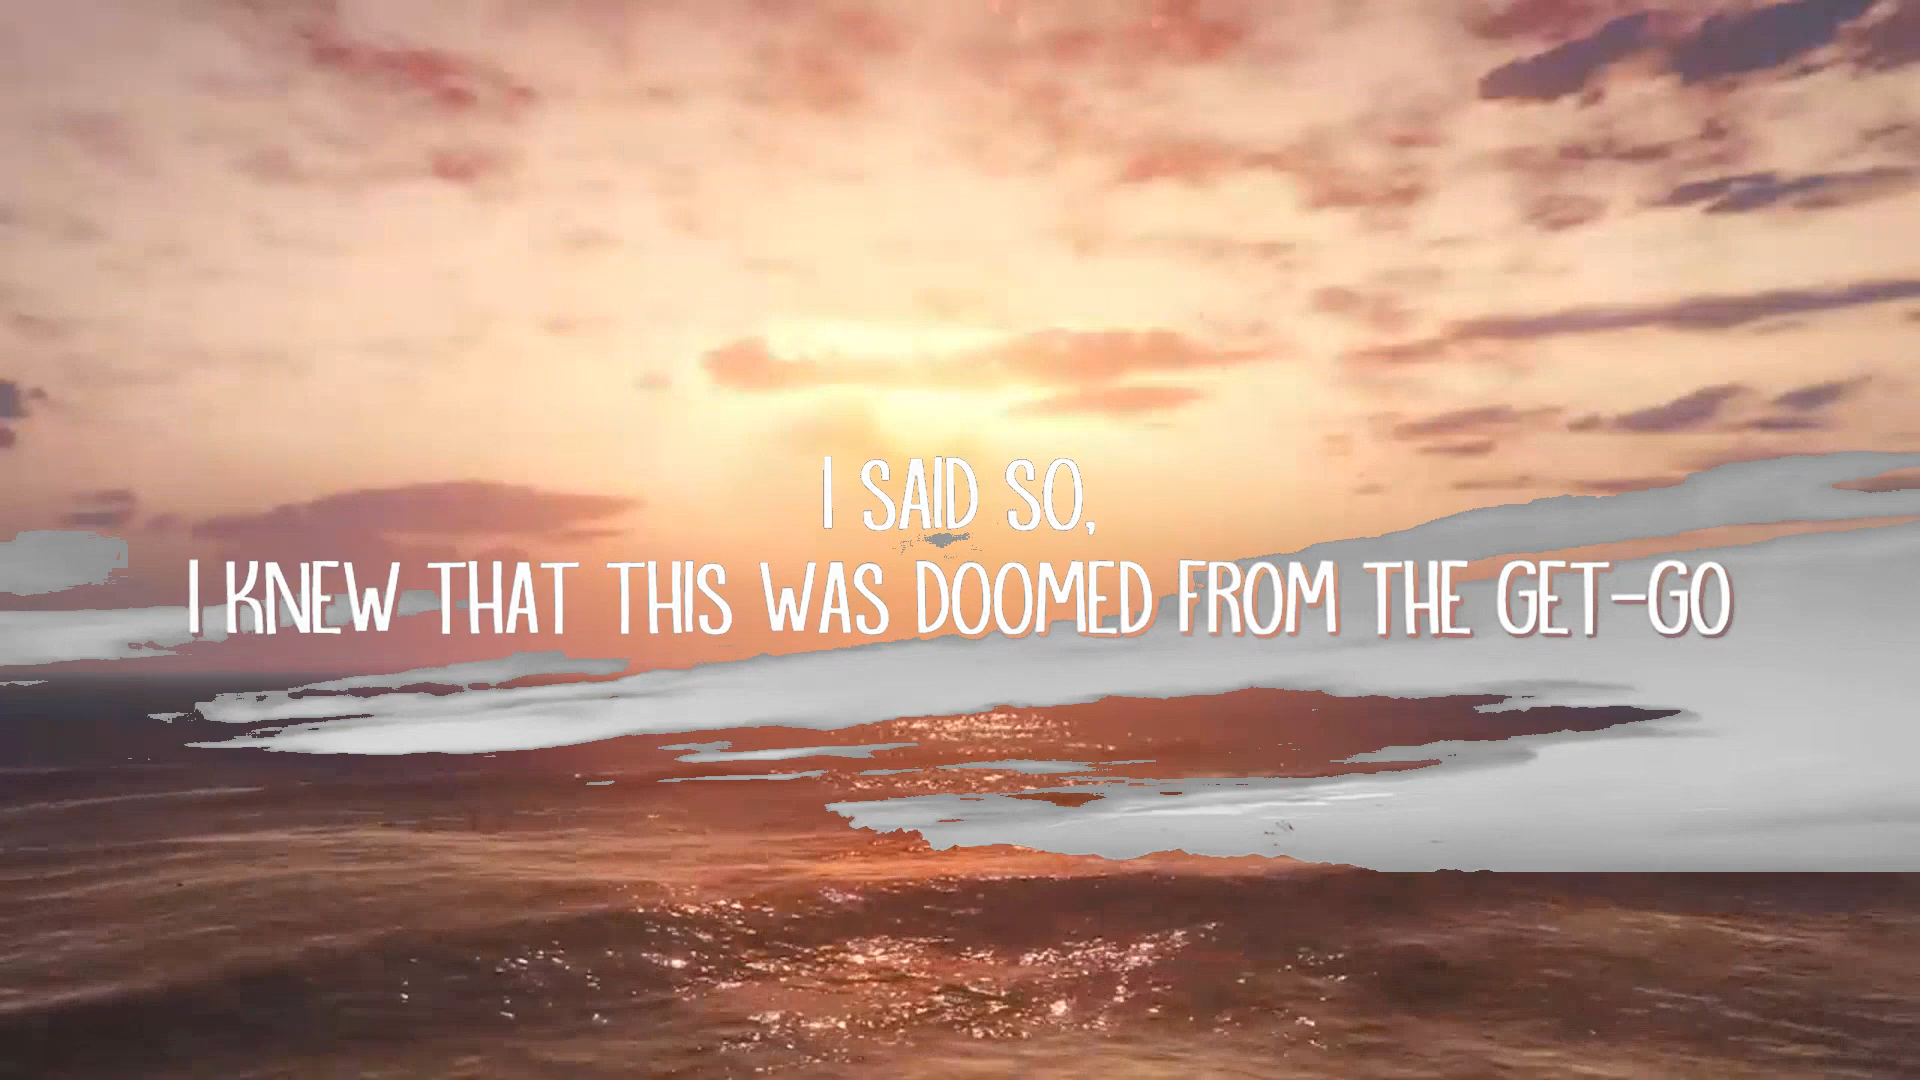 I SAID SO,
I KNEW THAT THIS WAS DOOMED FROM THE GET-GO